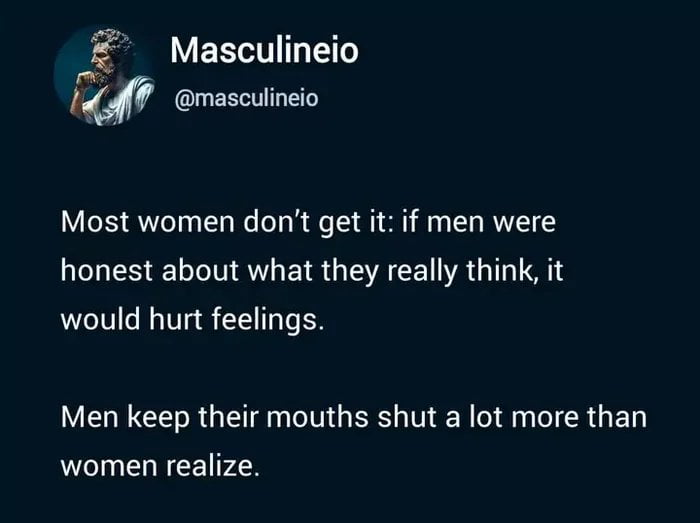 Masculineio
@masculineio
Most women don’t get it: if men were
honest about what they really think, it
would hurt feelings.
Men keep their mouths shut a lot more than
women realize.